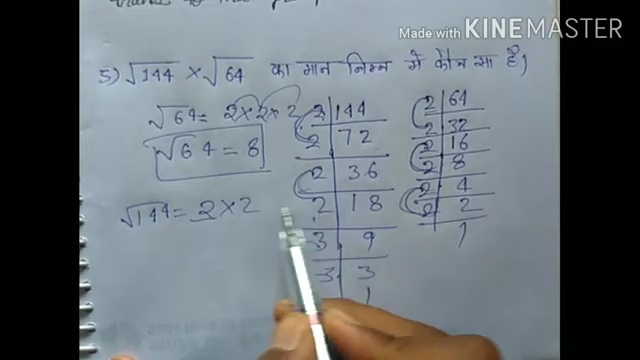 Made with KINEMASTER
5) √144 × √64 का मान निम्न में कौन सा है।
√64 = 2×2×2
√64 = 8
√144 = 2×2
2 | 144
2 | 72
2 | 36
2 | 18
3 | 9
3 | 3
1
2 | 64
2 | 32
2 | 16
2 | 8
2 | 4
2 | 2
1